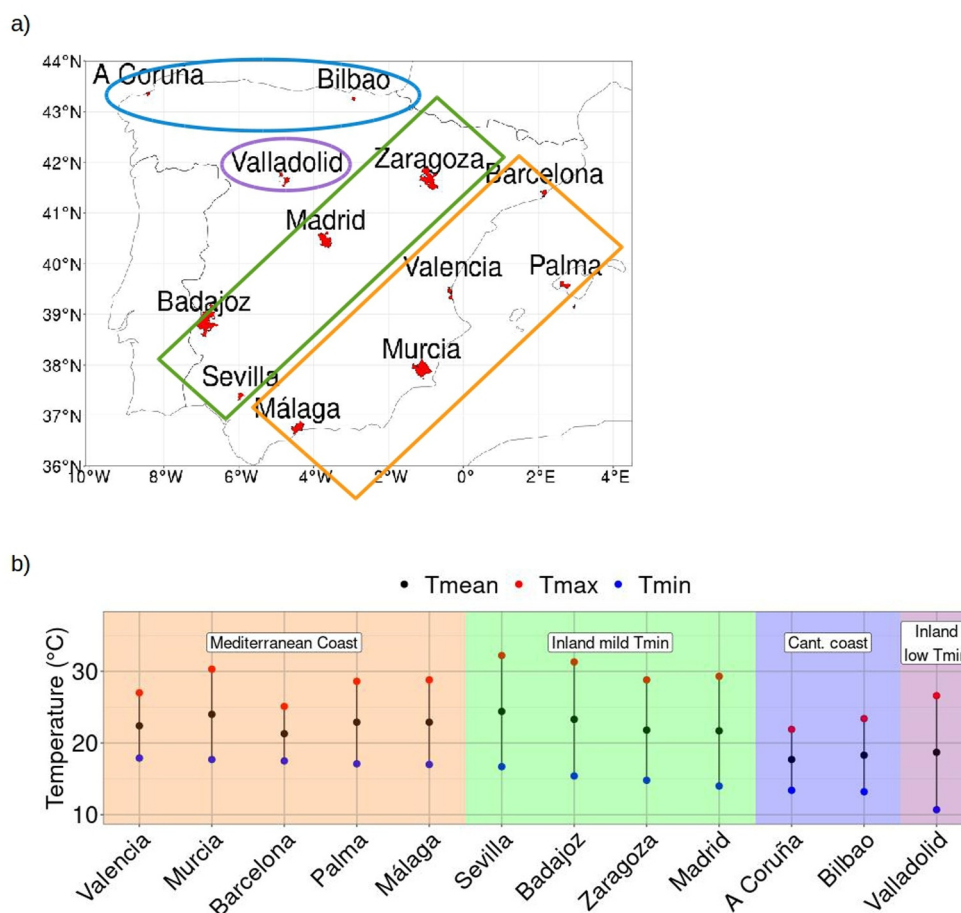 a)
44°N
43°N
42°N
41°N
40°N
39°N
38°N
37°N
36°N
10°W
8°W
6°W
4°W
2°W
0°
2°E
4°E
A Coruña
Bilbao
Valladolid
Zaragoza
Barcelona
Madrid
Valencia
Palma
Badajoz
Murcia
Sevilla
Málaga
b)
Tmean Tmax Tmin
Mediterranean Coast
Inland mild Tmin
Cant. coast
Inland
low Tmin
Temperature (°C)
30
20
10
Valencia
Murcia
Barcelona
Palma
Málaga
Sevilla
Badajoz
Zaragoza
Madrid
A Coruña
Bilbao
Valladolid